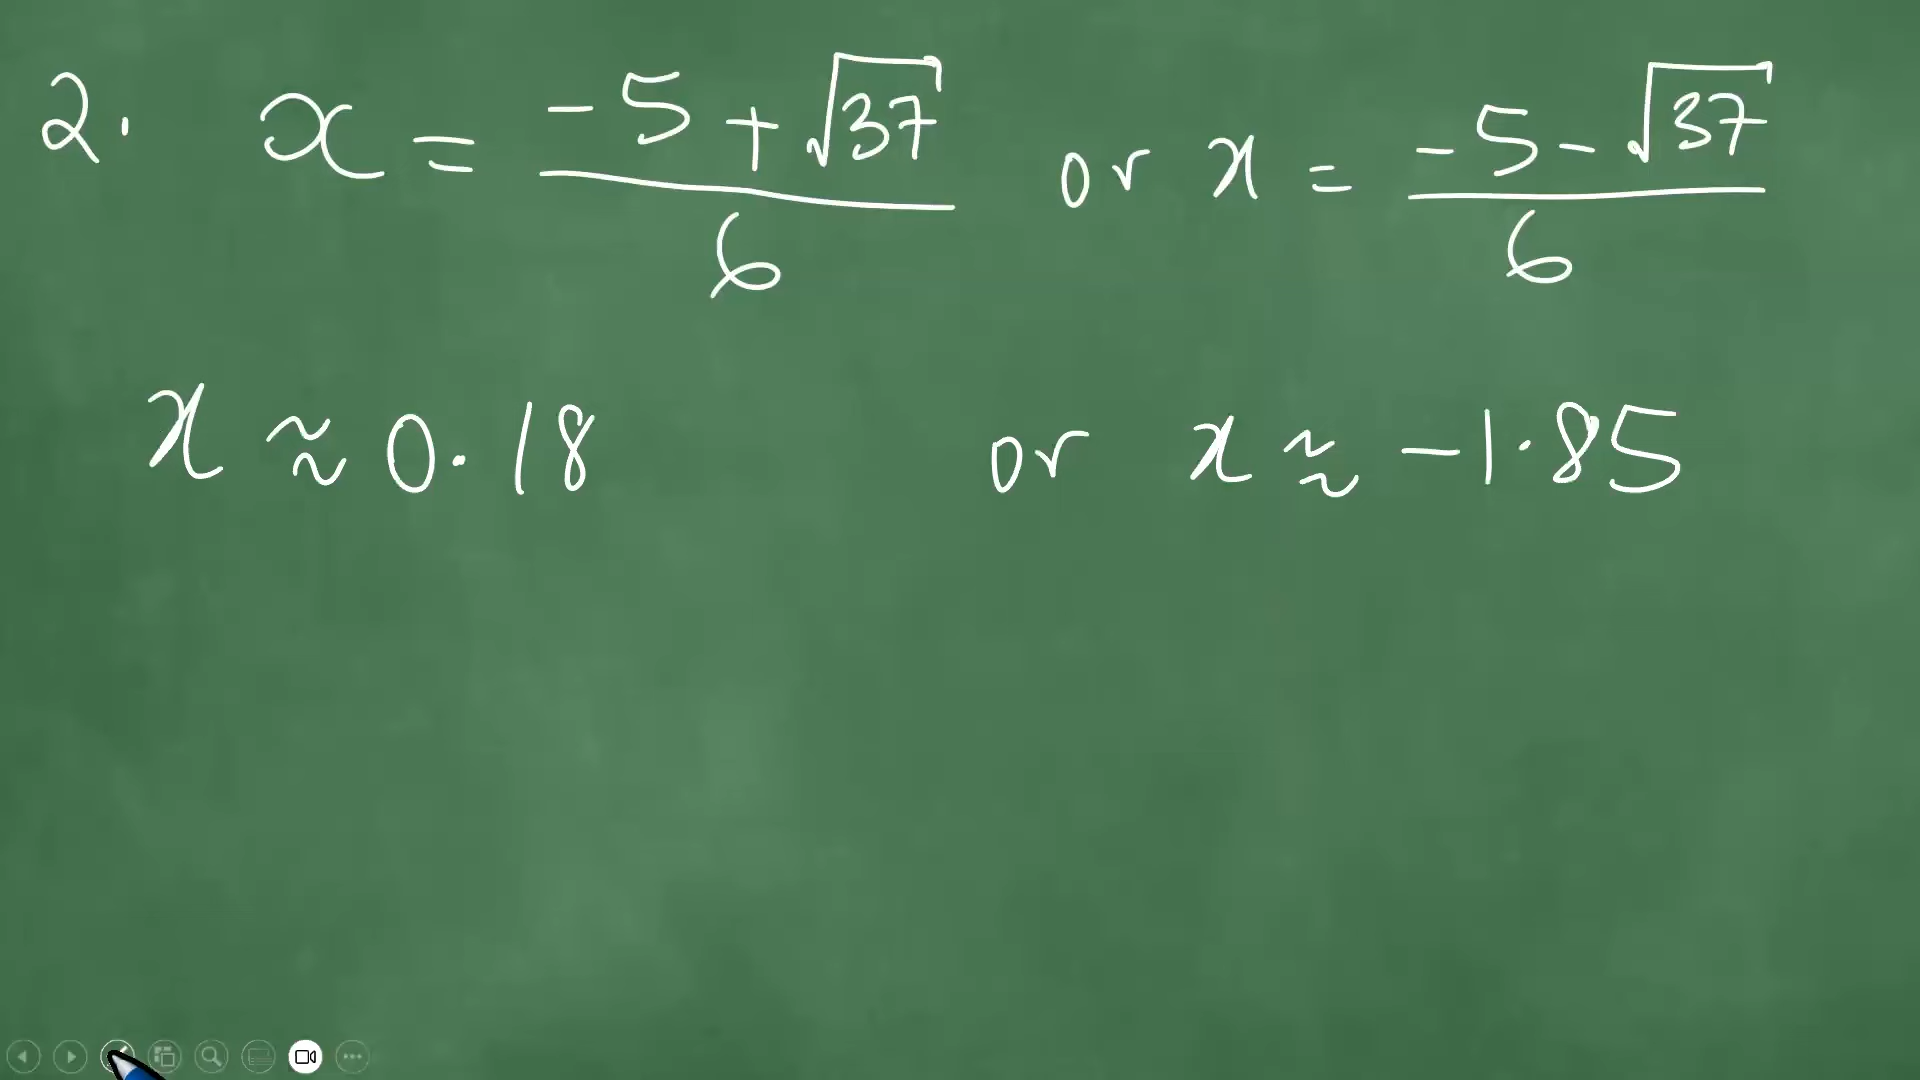 2. x = (-5 + √37)/6 or x = (-5 - √37)/6
x ≈ 0.18 or x ≈ -1.85